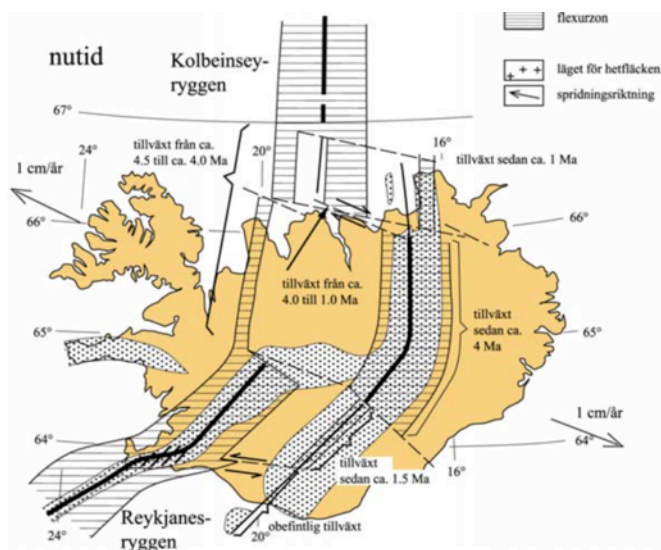 flexurzon
nutid
Kolbeinsey-
ryggen
+ + +
+
läget för hetfläcken
spridningsriktning
67°
24°
tillväxt från ca.
4.5 till ca. 4.0 Ma
20°
16°
tillväxt sedan ca. 1 Ma
1 cm/år
66°
66°
tillväxt från ca.
4.0 till 1.0 Ma
tillväxt
sedan ca.
4 Ma
65°
65°
1 cm/år
64°
64°
16°
tillväxt
sedan ca. 1.5 Ma
24°
Reykjanes-
ryggen
20°
obefintlig tillväxt